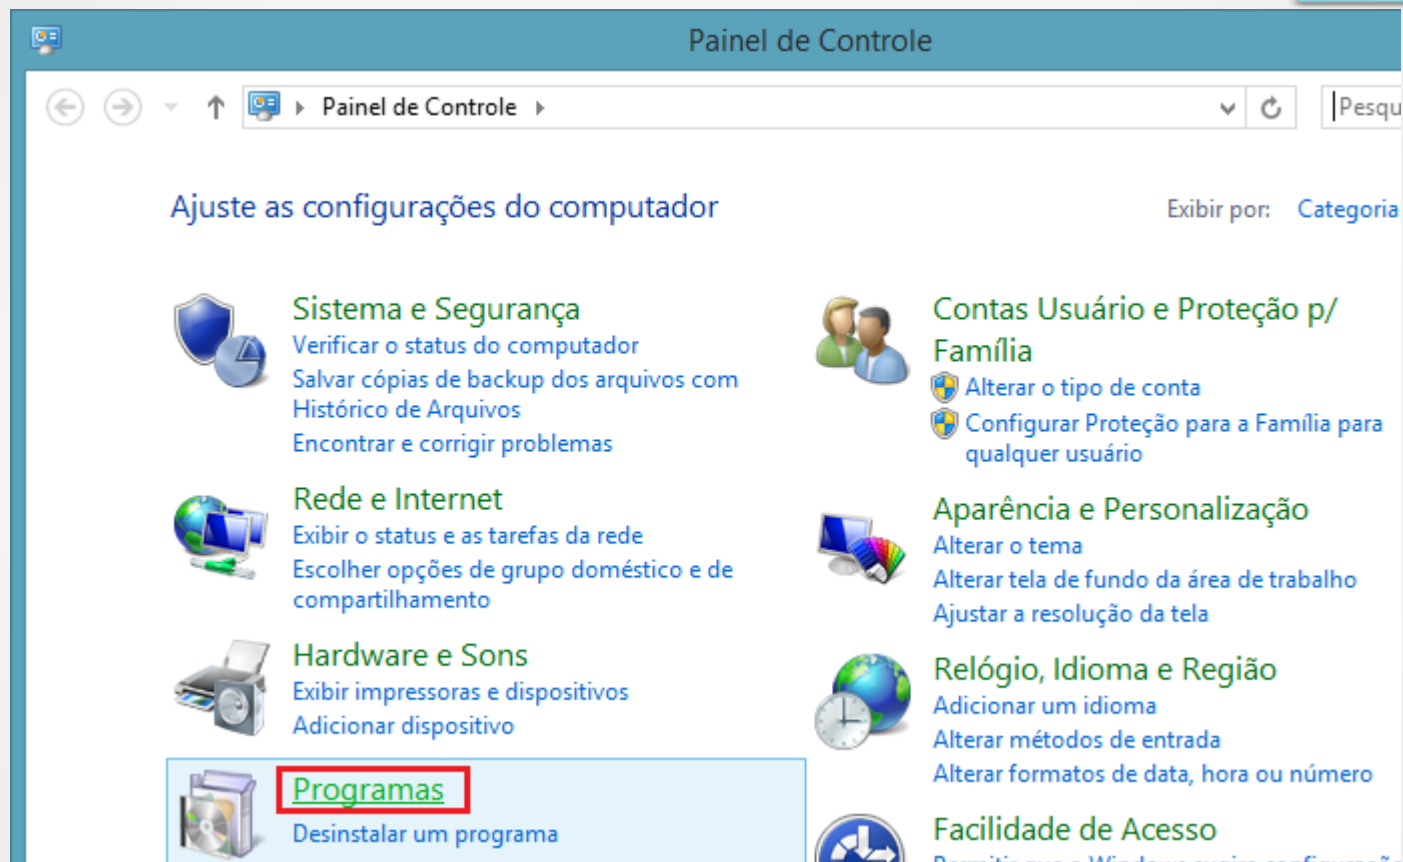 Painel de Controle
Painel de Controle
Pesqu
Ajuste as configurações do computador
Exibir por: Categoria
Sistema e Segurança
Verificar o status do computador
Salvar cópias de backup dos arquivos com
Histórico de Arquivos
Encontrar e corrigir problemas
Rede e Internet
Exibir o status e as tarefas da rede
Escolher opções de grupo doméstico e de
compartilhamento
Hardware e Sons
Exibir impressoras e dispositivos
Adicionar dispositivo
Programas
Desinstalar um programa
Contas Usuário e Proteção p/
Família
Alterar o tipo de conta
Configurar Proteção para a Família para
qualquer usuário
Aparência e Personalização
Alterar o tema
Alterar tela de fundo da área de trabalho
Ajustar a resolução da tela
Relógio, Idioma e Região
Adicionar um idioma
Alterar métodos de entrada
Alterar formatos de data, hora ou número
Facilidade de Acesso